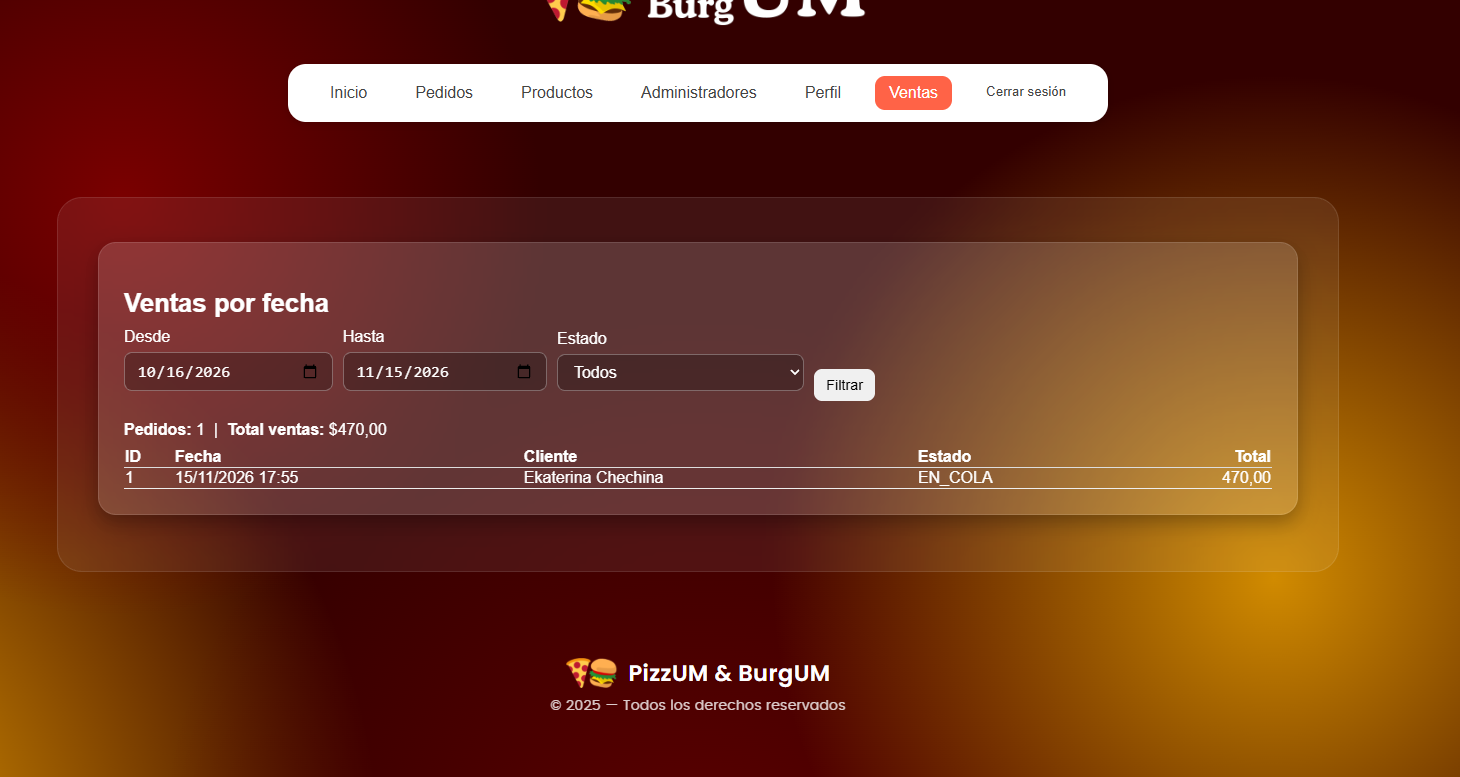 Burg UM
Inicio Pedidos Productos Administradores Perfil Ventas Cerrar sesión
Ventas por fecha
Desde Hasta Estado
10/16/2026 11/15/2026 Todos Filtrar
Pedidos: 1 | Total ventas: $470,00
ID Fecha Cliente Estado Total
1 15/11/2026 17:55 Ekaterina Chechina EN_COLA 470,00
PizzUM & BurgUM
© 2025 — Todos los derechos reservados